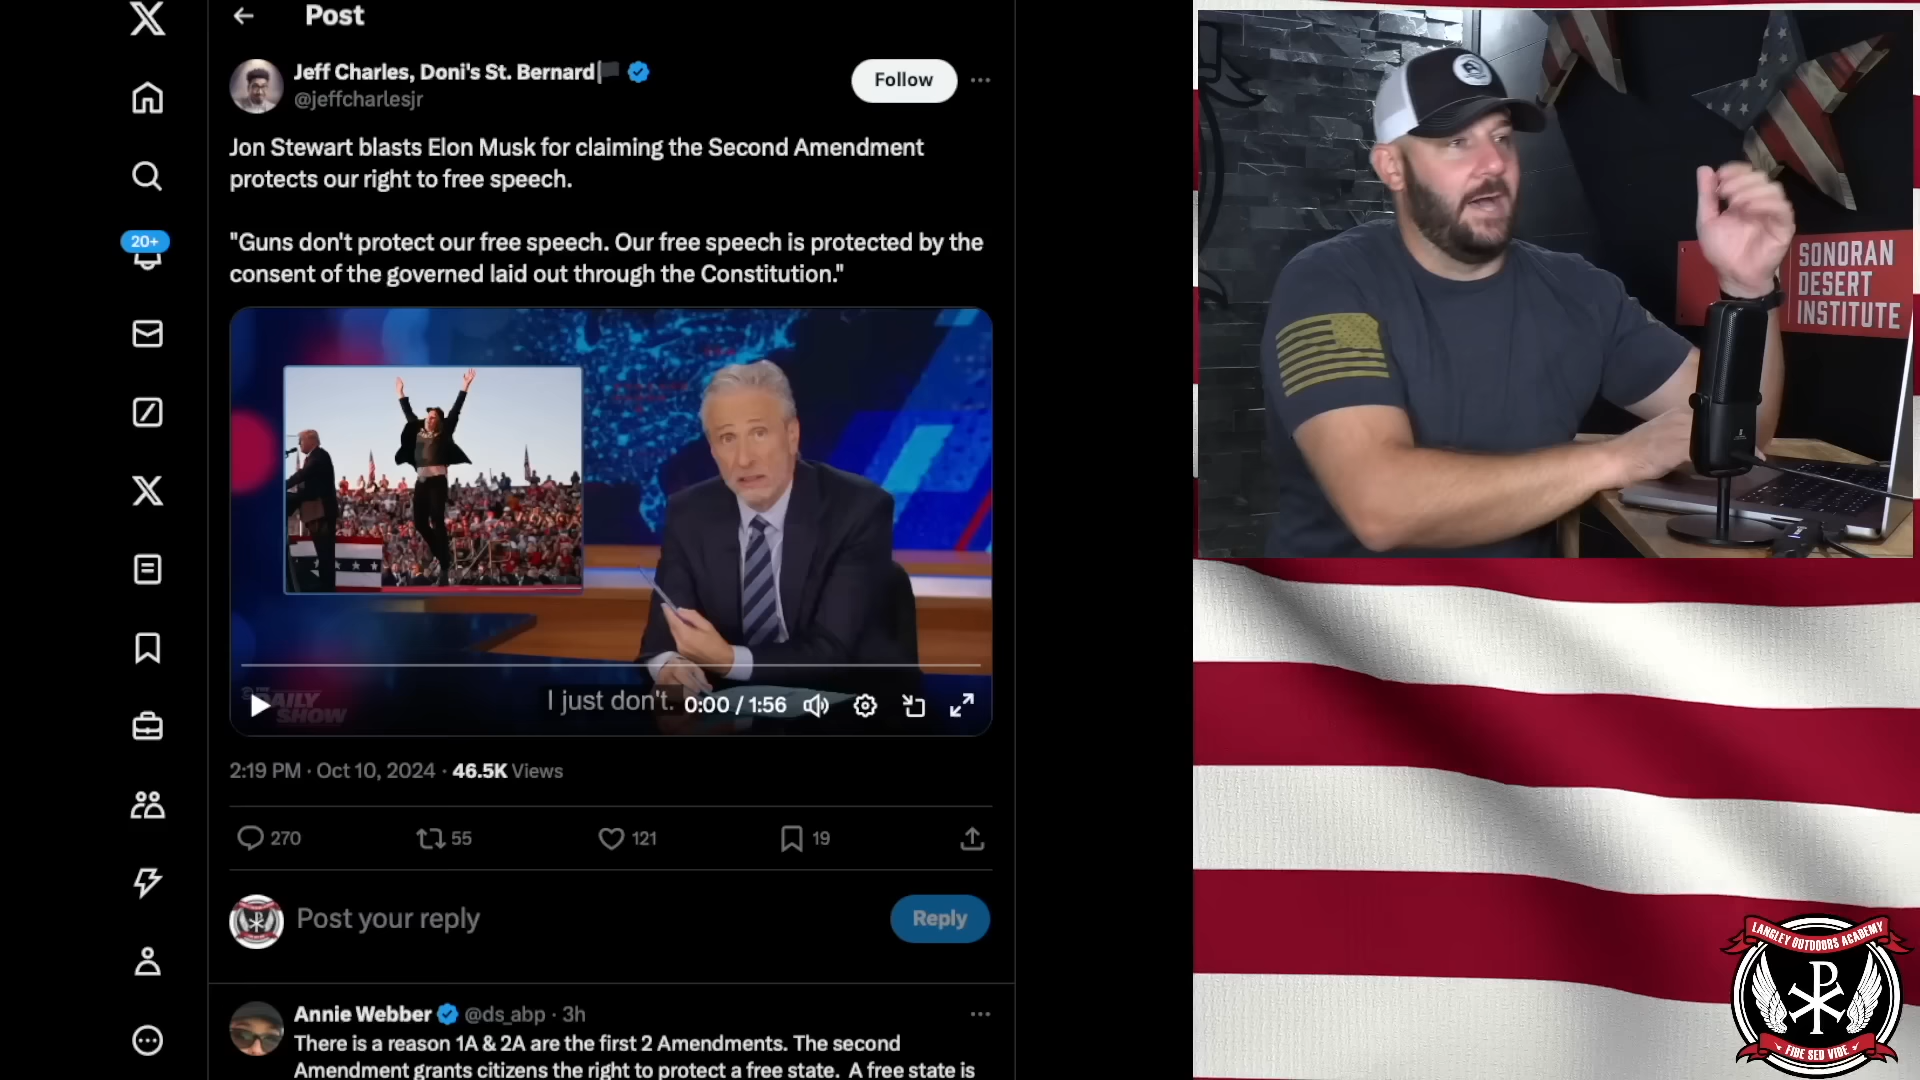 Post
Jeff Charles, Doni's St. Bernard
@jeffcharlesjr
Follow
Jon Stewart blasts Elon Musk for claiming the Second Amendment
protects our right to free speech.
"Guns don't protect our free speech. Our free speech is protected by the
consent of the governed laid out through the Constitution."
20+
THE DAILY SHOW
I just don't.
0:00 / 1:56
2:19 PM · Oct 10, 2024 · 46.5K Views
270
55
121
19
Post your reply
Reply
Annie Webber @ds_abp · 3h
There is a reason 1A & 2A are the first 2 Amendments. The second
Amendment grants citizens the right to protect a free state. A free state is
SONORAN
DESERT
INSTITUTE
LANGLEY OUTDOORS ACADEMY
FIDE SED VIDE